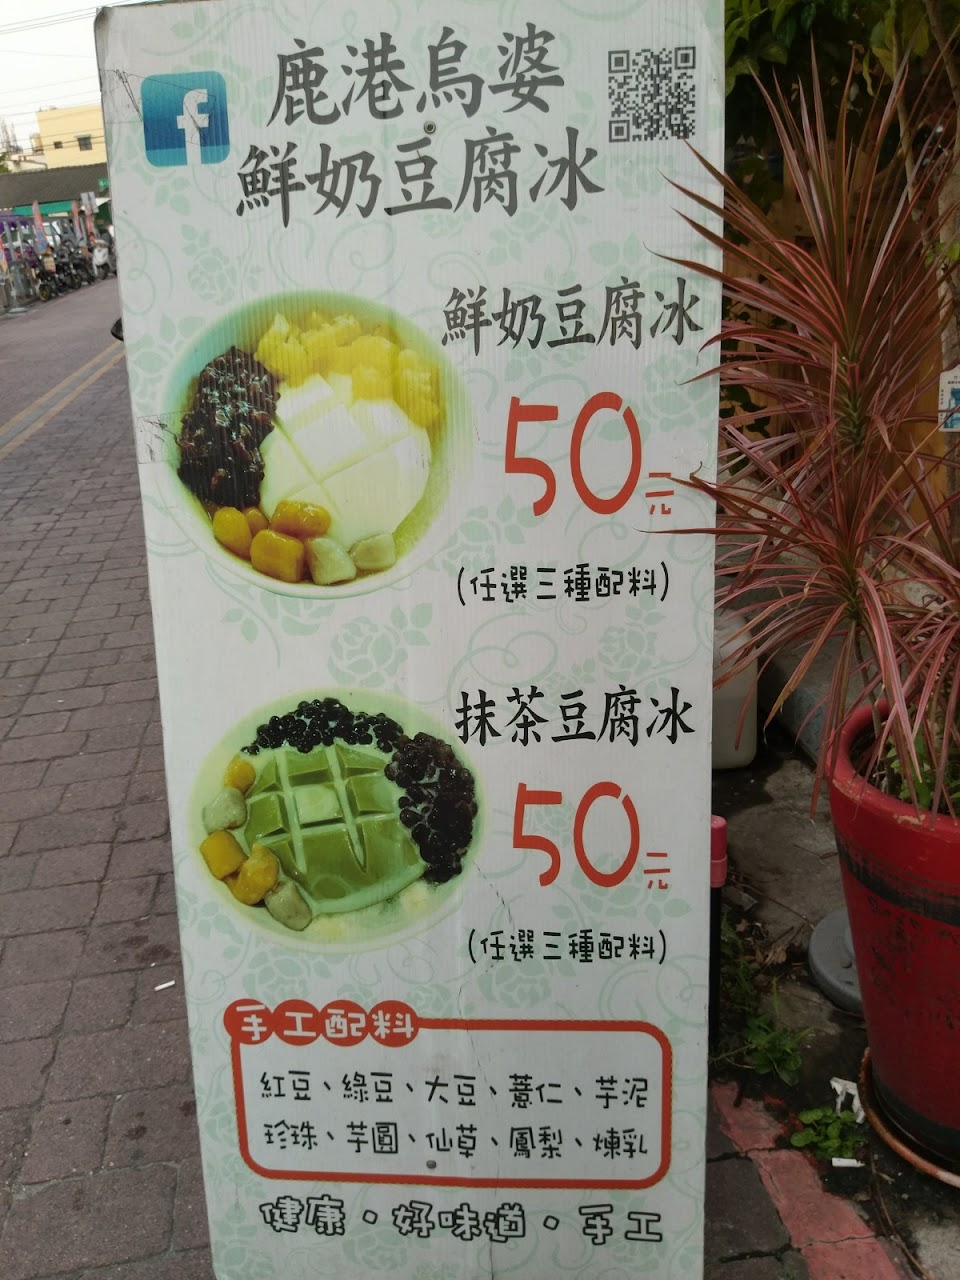 鹿港烏婆
鮮奶豆腐冰
鮮奶豆腐冰
50元
(任選三種配料)
抹茶豆腐冰
50元
(任選三種配料)
手工配料
紅豆、綠豆、大豆、薏仁、芋泥
珍珠、芋圓、仙草、鳳梨、煉乳
健康。好味道。手工